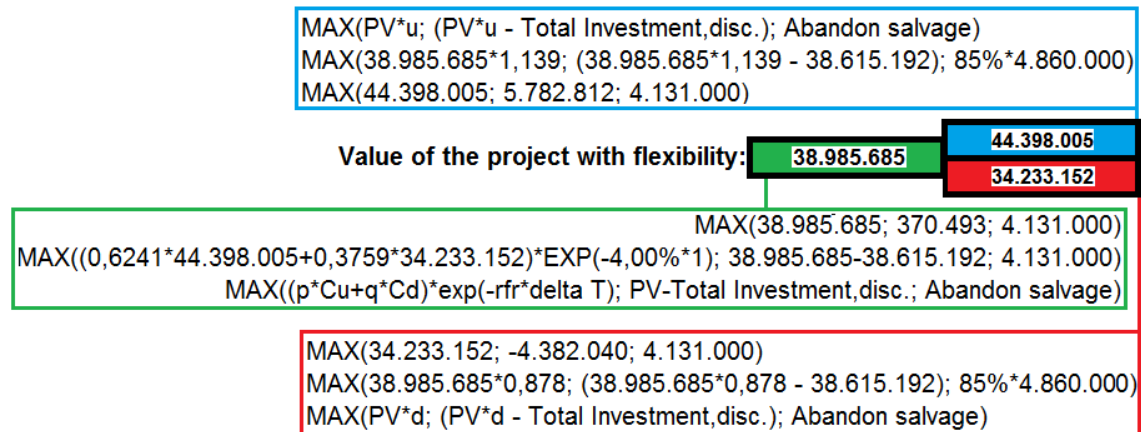 MAX(PV*u; (PV*u - Total Investment,disc.); Abandon salvage)
MAX(38.985.685*1,139; (38.985.685*1,139 - 38.615.192); 85%*4.860.000)
MAX(44.398.005; 5.782.812; 4.131.000)
44.398.005
Value of the project with flexibility: 38.985.685
34.233.152
MAX(38.985.685; 370.493; 4.131.000)
MAX((0,6241*44.398.005+0,3759*34.233.152)*EXP(-4,00%*1); 38.985.685-38.615.192; 4.131.000)
MAX((p*Cu+q*Cd)*exp(-rfr*delta T); PV-Total Investment,disc.; Abandon salvage)
MAX(34.233.152; -4.382.040; 4.131.000)
MAX(38.985.685*0,878; (38.985.685*0,878 - 38.615.192); 85%*4.860.000)
MAX(PV*d; (PV*d - Total Investment,disc.); Abandon salvage)